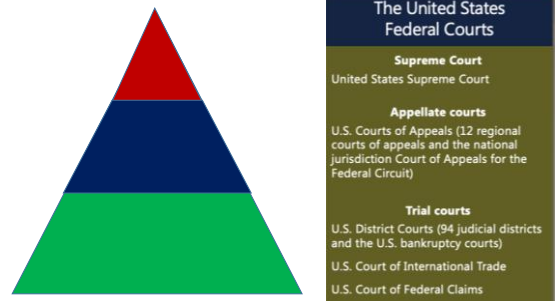 The United States
Federal Courts
Supreme Court
United States Supreme Court
Appellate courts
U.S. Courts of Appeals (12 regional
courts of appeals and the national
jurisdiction Court of Appeals for the
Federal Circuit)
Trial courts
U.S. District Courts (94 judicial districts
and the U.S. bankruptcy courts)
U.S. Court of International Trade
U.S. Court of Federal Claims